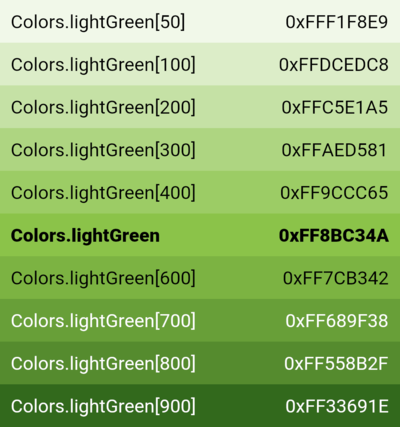 Colors.lightGreen[50] 0xFFF1F8E9
Colors.lightGreen[100] 0xFFDCEDC8
Colors.lightGreen[200] 0xFFC5E1A5
Colors.lightGreen[300] 0xFFAED581
Colors.lightGreen[400] 0xFF9CCC65
Colors.lightGreen 0xFF8BC34A
Colors.lightGreen[600] 0xFF7CB342
Colors.lightGreen[700] 0xFF689F38
Colors.lightGreen[800] 0xFF558B2F
Colors.lightGreen[900] 0xFF33691E